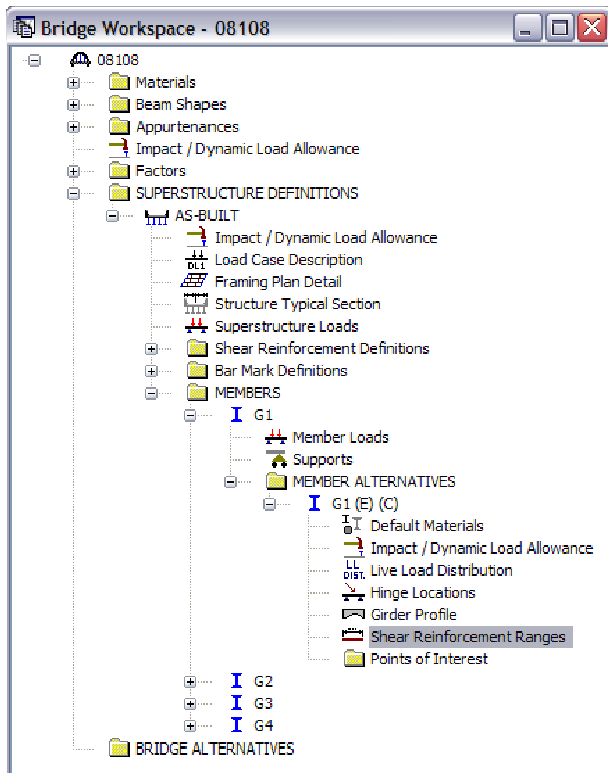 Bridge Workspace - 08108
08108
Materials
Beam Shapes
Appurtenances
Impact / Dynamic Load Allowance
Factors
SUPERSTRUCTURE DEFINITIONS
AS-BUILT
Impact / Dynamic Load Allowance
DL1 Load Case Description
Framing Plan Detail
Structure Typical Section
Superstructure Loads
Shear Reinforcement Definitions
Bar Mark Definitions
MEMBERS
G1
Member Loads
Supports
MEMBER ALTERNATIVES
G1 (E) (C)
Default Materials
Impact / Dynamic Load Allowance
LL DIST. Live Load Distribution
Hinge Locations
Girder Profile
Shear Reinforcement Ranges
Points of Interest
G2
G3
G4
BRIDGE ALTERNATIVES